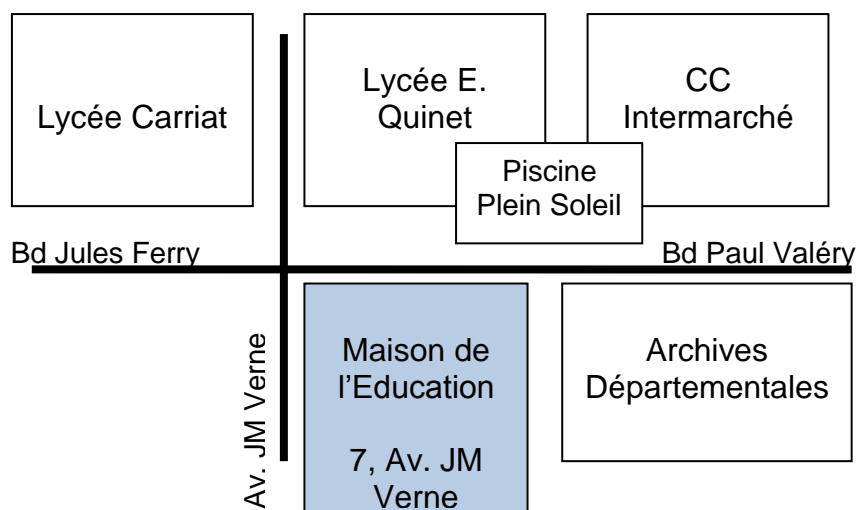 Lycée Carriat
Lycée E.
Quinet
CC
Intermarché
Piscine
Plein Soleil
Bd Jules Ferry
Bd Paul Valéry
Av. JM Verne
Maison de
l’Education
7, Av. JM
Verne
Archives
Départementales